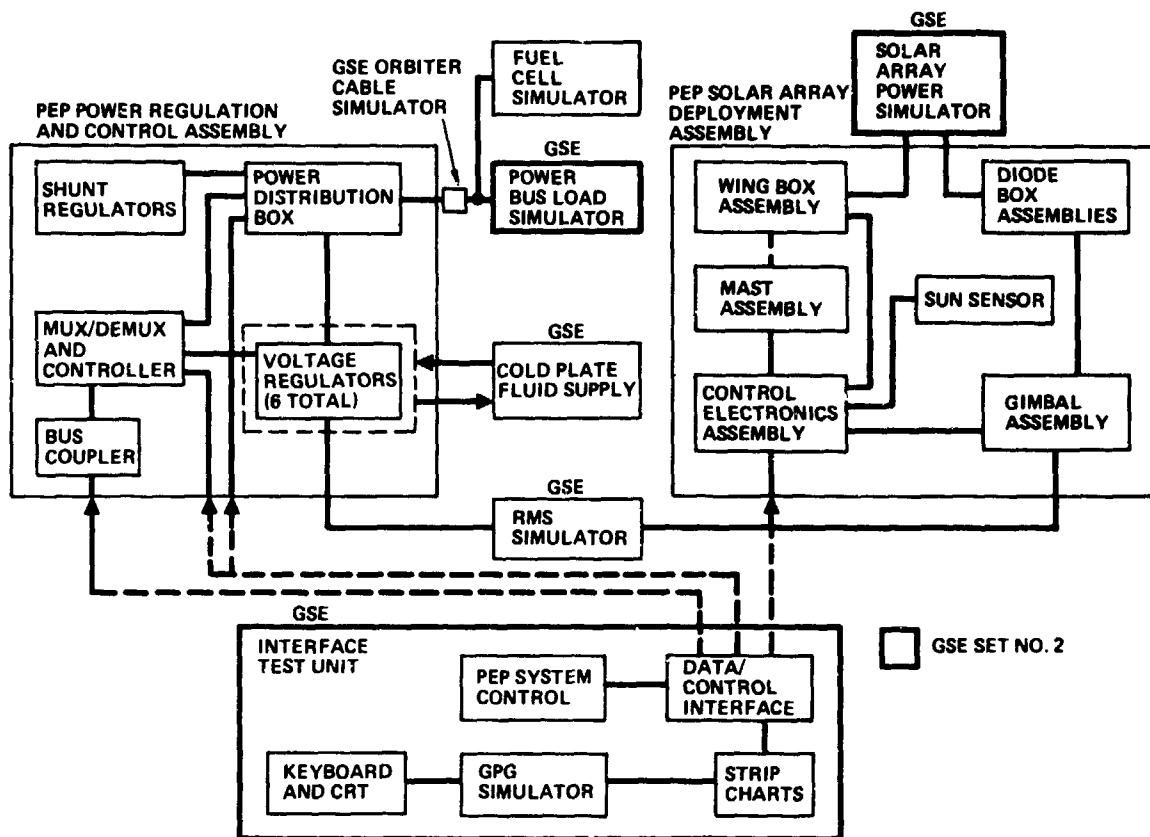 GSE
SOLAR
ARRAY
POWER
SIMULATOR
FUEL
CELL
SIMULATOR
GSE ORBITER
CABLE
SIMULATOR
PEP POWER REGULATION
AND CONTROL ASSEMBLY
PEP SOLAR ARRAY
DEPLOYMENT
ASSEMBLY
SHUNT
REGULATORS
POWER
DISTRIBUTION
BOX
GSE
POWER
BUS LOAD
SIMULATOR
WING BOX
ASSEMBLY
DIODE
BOX
ASSEMBLIES
MAST
ASSEMBLY
SUN SENSOR
MUX/DEMUX
AND
CONTROLLER
VOLTAGE
REGULATORS
(6 TOTAL)
GSE
COLD PLATE
FLUID SUPPLY
CONTROL
ELECTRONICS
ASSEMBLY
GIMBAL
ASSEMBLY
BUS
COUPLER
GSE
RMS
SIMULATOR
GSE
INTERFACE
TEST UNIT
PEP SYSTEM
CONTROL
DATA/
CONTROL
INTERFACE
GSE SET NO. 2
KEYBOARD
AND CRT
GPG
SIMULATOR
STRIP
CHARTS